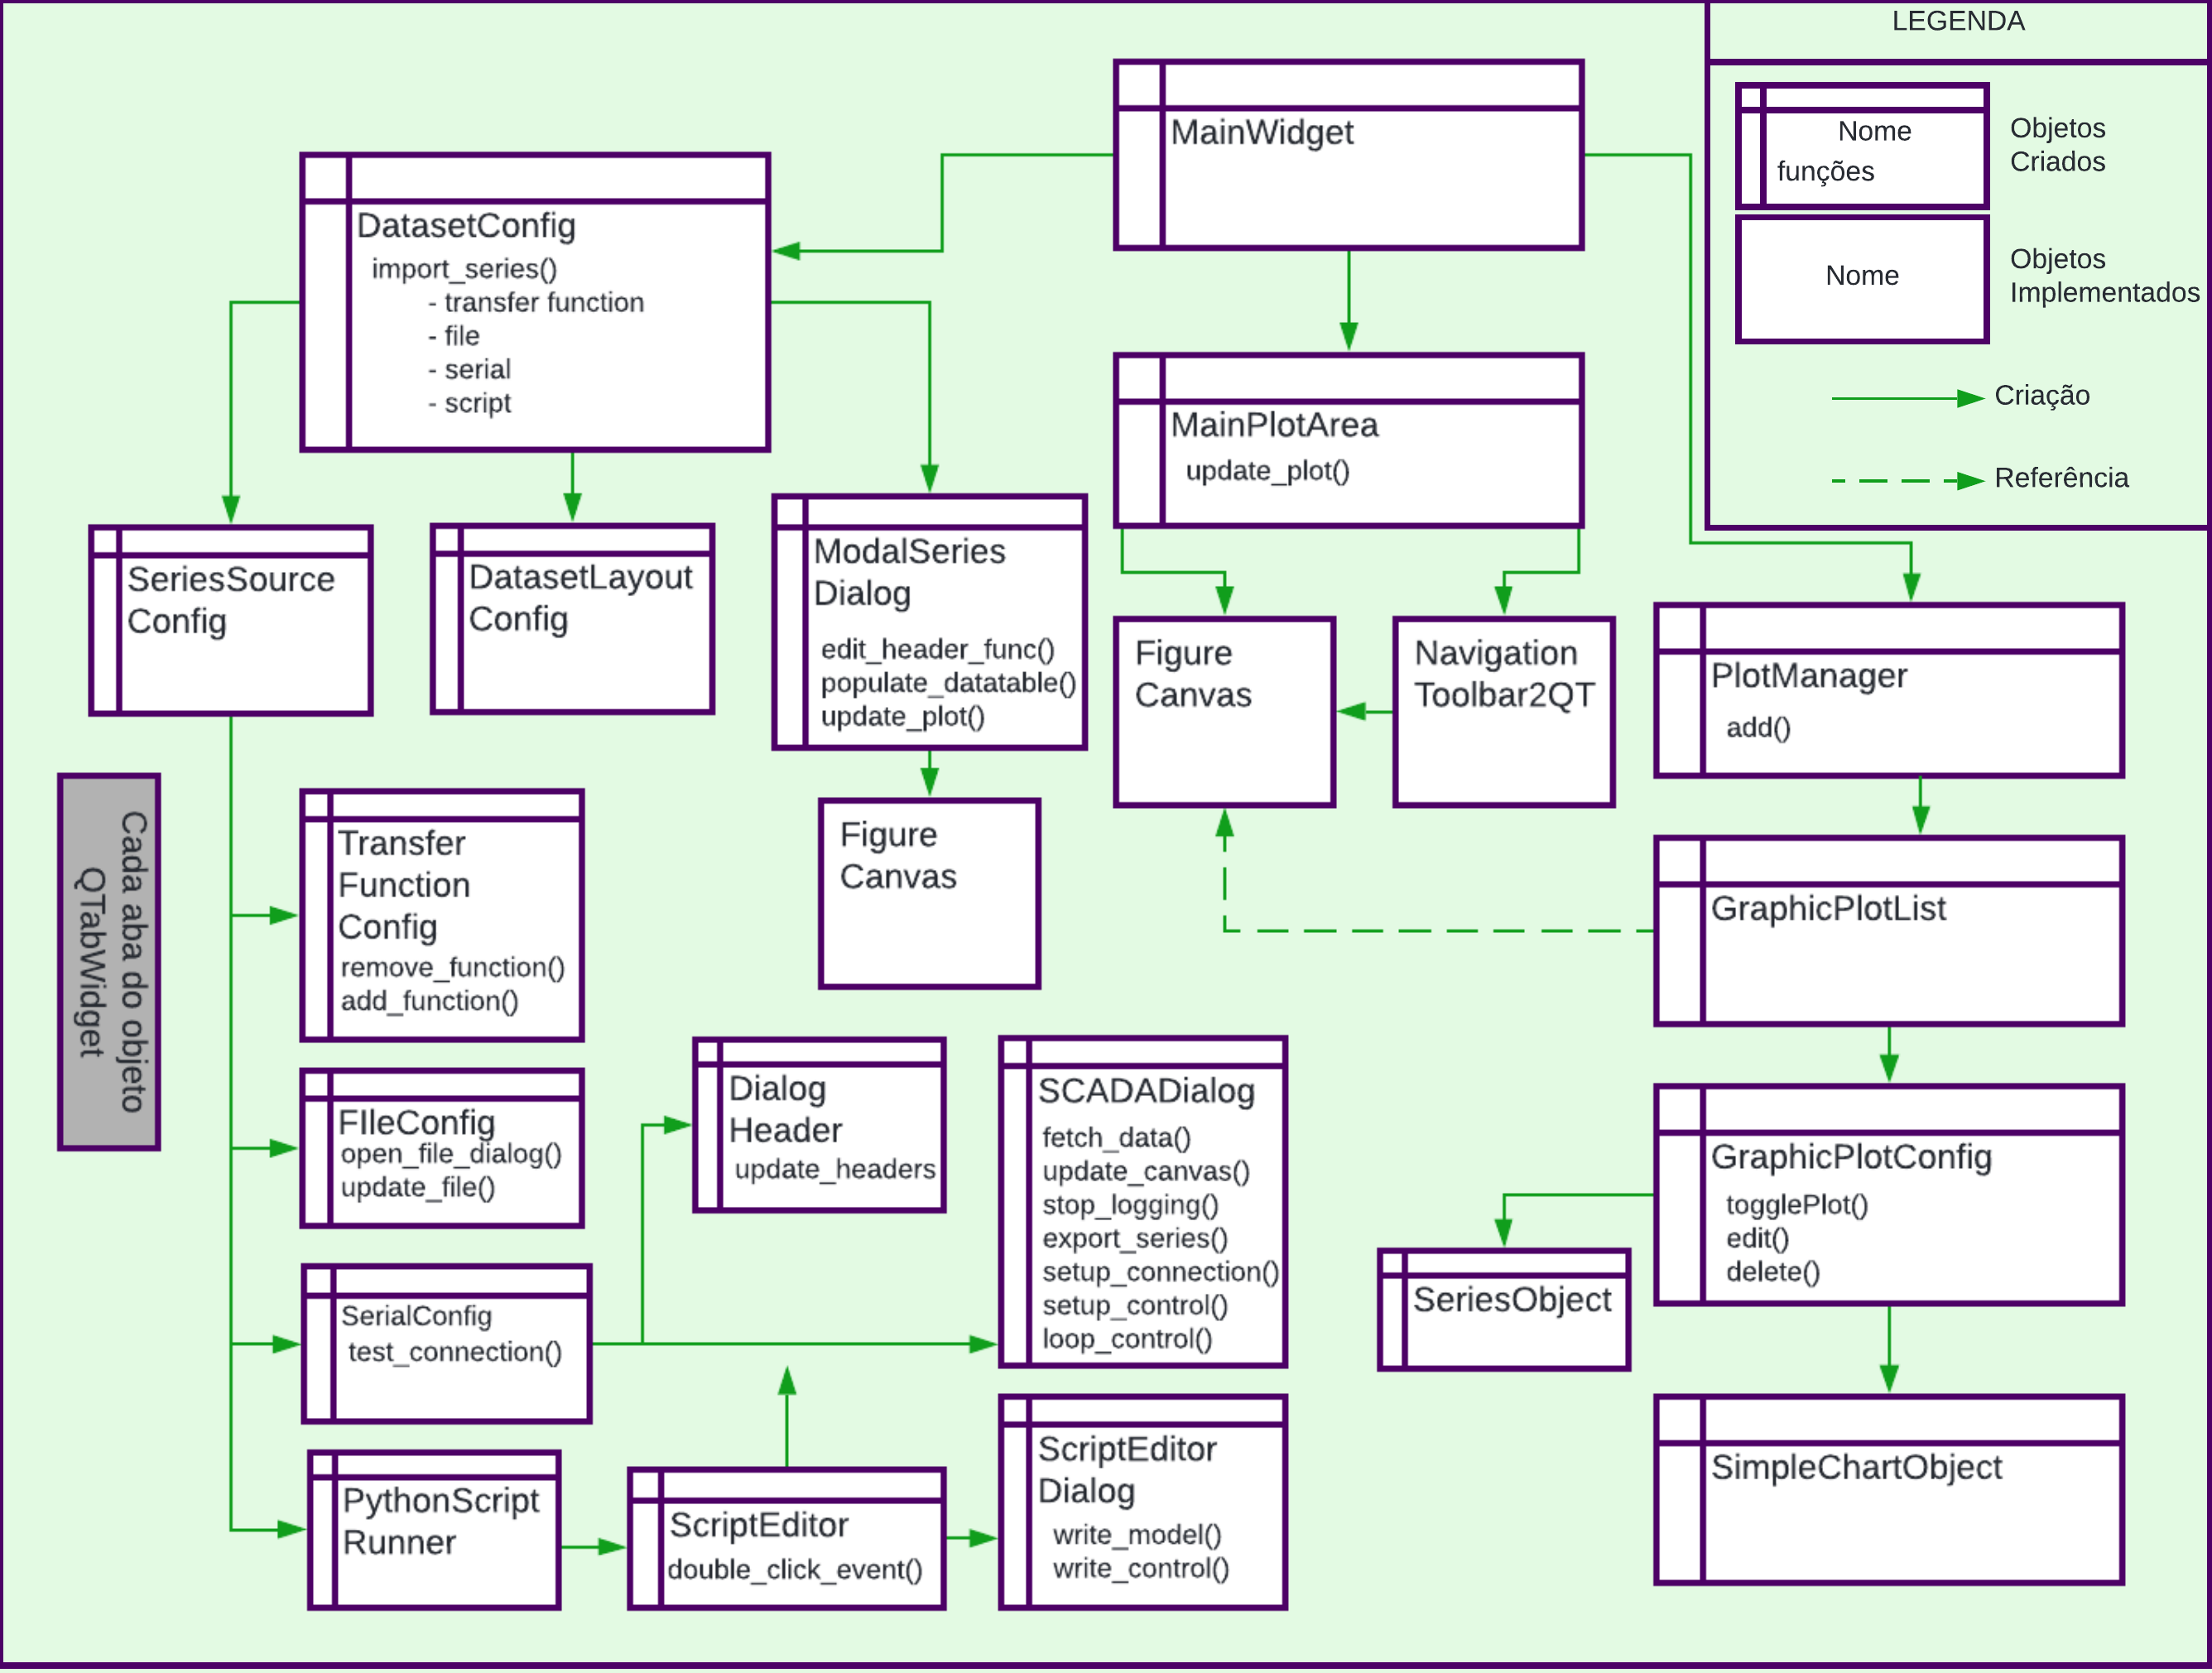 LEGENDA
Nome
funções
Objetos
Criados
Nome
Objetos
Implementados
Criação
Referência
MainWidget
DatasetConfig
import_series()
- transfer function
- file
- serial
- script
MainPlotArea
update_plot()
SeriesSource
Config
DatasetLayout
Config
ModalSeries
Dialog
edit_header_func()
populate_datatable()
update_plot()
Figure
Canvas
Navigation
Toolbar2QT
PlotManager
add()
Cada aba do objeto
QTabWidget
Transfer
Function
Config
remove_function()
add_function()
Figure
Canvas
GraphicPlotList
FIleConfig
open_file_dialog()
update_file()
Dialog
Header
update_headers
SCADADialog
fetch_data()
update_canvas()
stop_logging()
export_series()
setup_connection()
setup_control()
loop_control()
GraphicPlotConfig
togglePlot()
edit()
delete()
SeriesObject
SerialConfig
test_connection()
PythonScript
Runner
ScriptEditor
double_click_event()
ScriptEditor
Dialog
write_model()
write_control()
SimpleChartObject